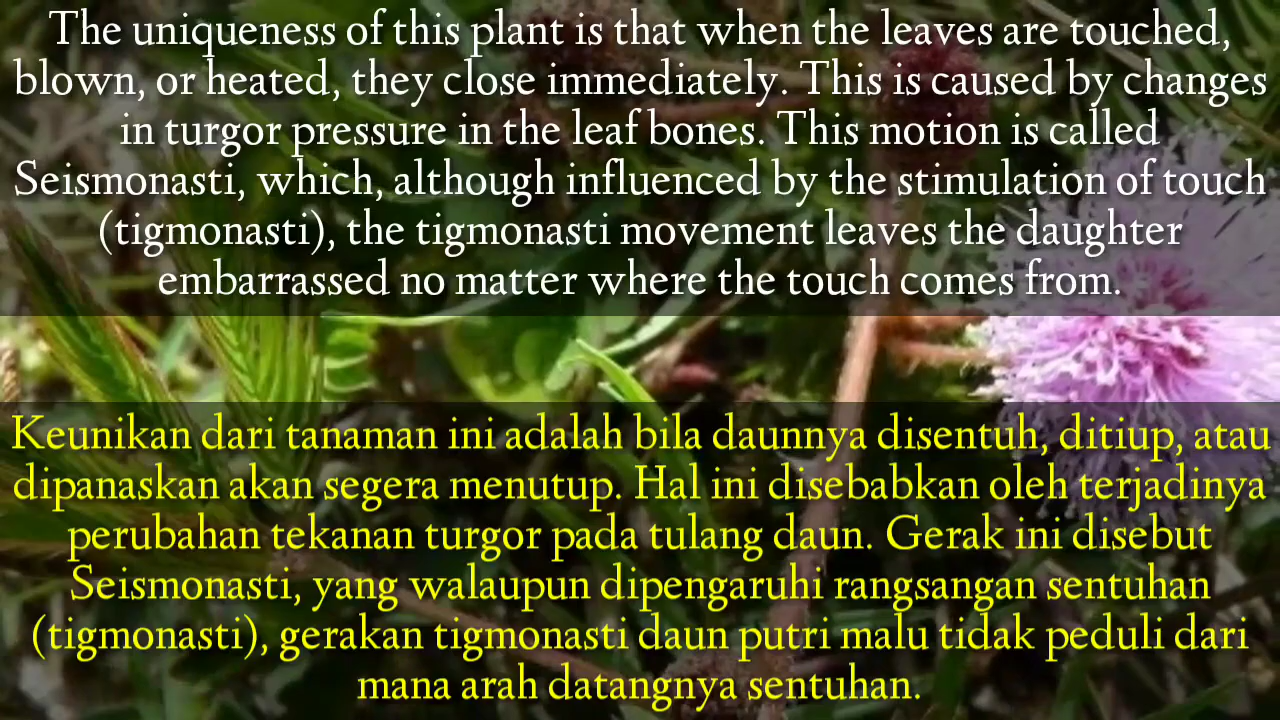 The uniqueness of this plant is that when the leaves are touched,
blown, or heated, they close immediately. This is caused by changes
in turgor pressure in the leaf bones. This motion is called
Seismonasti, which, although influenced by the stimulation of touch
(tigmonasti), the tigmonasti movement leaves the daughter
embarrassed no matter where the touch comes from.
Keunikan dari tanaman ini adalah bila daunnya disentuh, ditiup, atau
dipanaskan akan segera menutup. Hal ini disebabkan oleh terjadinya
perubahan tekanan turgor pada tulang daun. Gerak ini disebut
Seismonasti, yang walaupun dipengaruhi rangsangan sentuhan
(tigmonasti), gerakan tigmonasti daun putri malu tidak peduli dari
mana arah datangnya sentuhan.